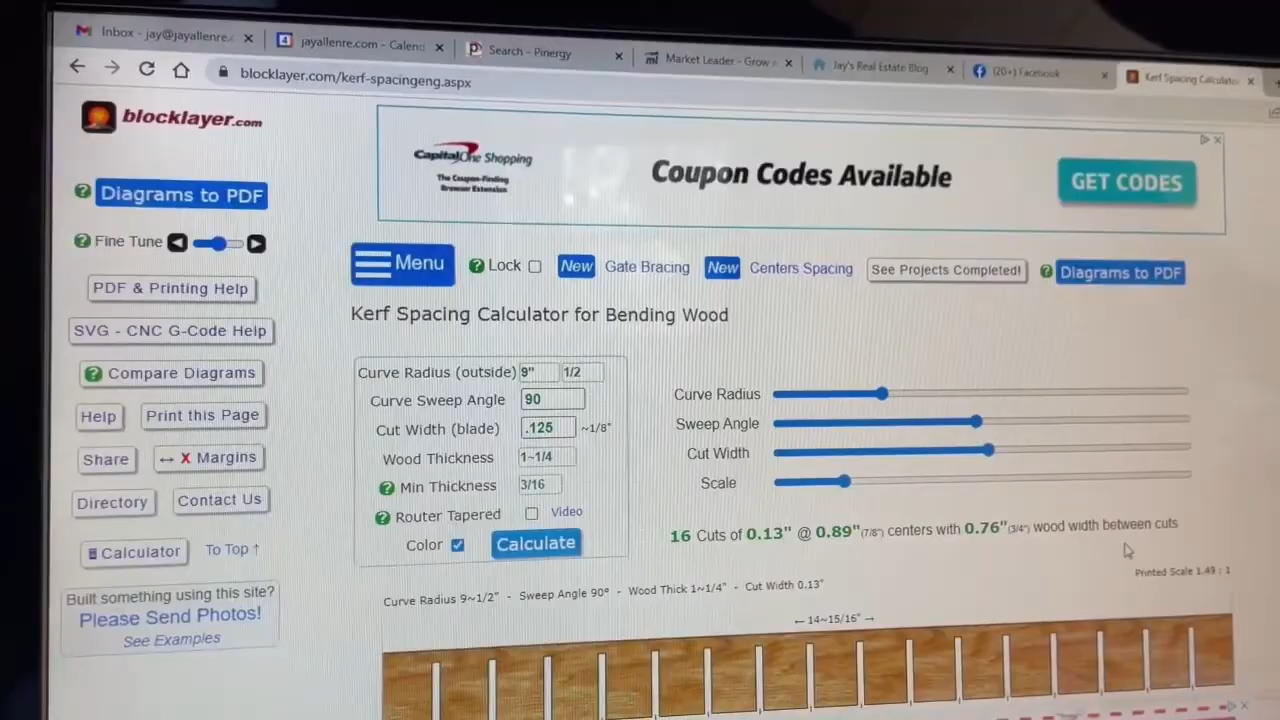 Inbox - jay@jayallenre.c
jayallenre.com - Calend
Search - Pinergy
Market Leader - Grow
Jay's Real Estate Blog
(20+) Facebook
Kerf Spacing Calculator
blocklayer.com/kerf-spacingeng.aspx
blocklayer.com
CapitalOne Shopping
The Coupon-Finding
Browser Extension
Coupon Codes Available
GET CODES
Diagrams to PDF
Fine Tune
PDF & Printing Help
SVG - CNC G-Code Help
Compare Diagrams
Help
Print this Page
Share
↔ X Margins
Directory
Contact Us
Calculator
To Top ↑
Built something using this site?
Please Send Photos!
See Examples
Menu
Lock
New Gate Bracing
New Centers Spacing
See Projects Completed!
Diagrams to PDF
Kerf Spacing Calculator for Bending Wood
Curve Radius (outside) 9" 1/2
Curve Sweep Angle 90
Cut Width (blade) .125 ~1/8"
Wood Thickness 1~1/4
Min Thickness 3/16
Router Tapered Video
Color Calculate
Curve Radius
Sweep Angle
Cut Width
Scale
16 Cuts of 0.13" @ 0.89"(7/8") centers with 0.76"(3/4") wood width between cuts
Printed Scale 1.49 : 1
Curve Radius 9~1/2" - Sweep Angle 90° - Wood Thick 1~1/4" - Cut Width 0.13"
← 14~15/16" →